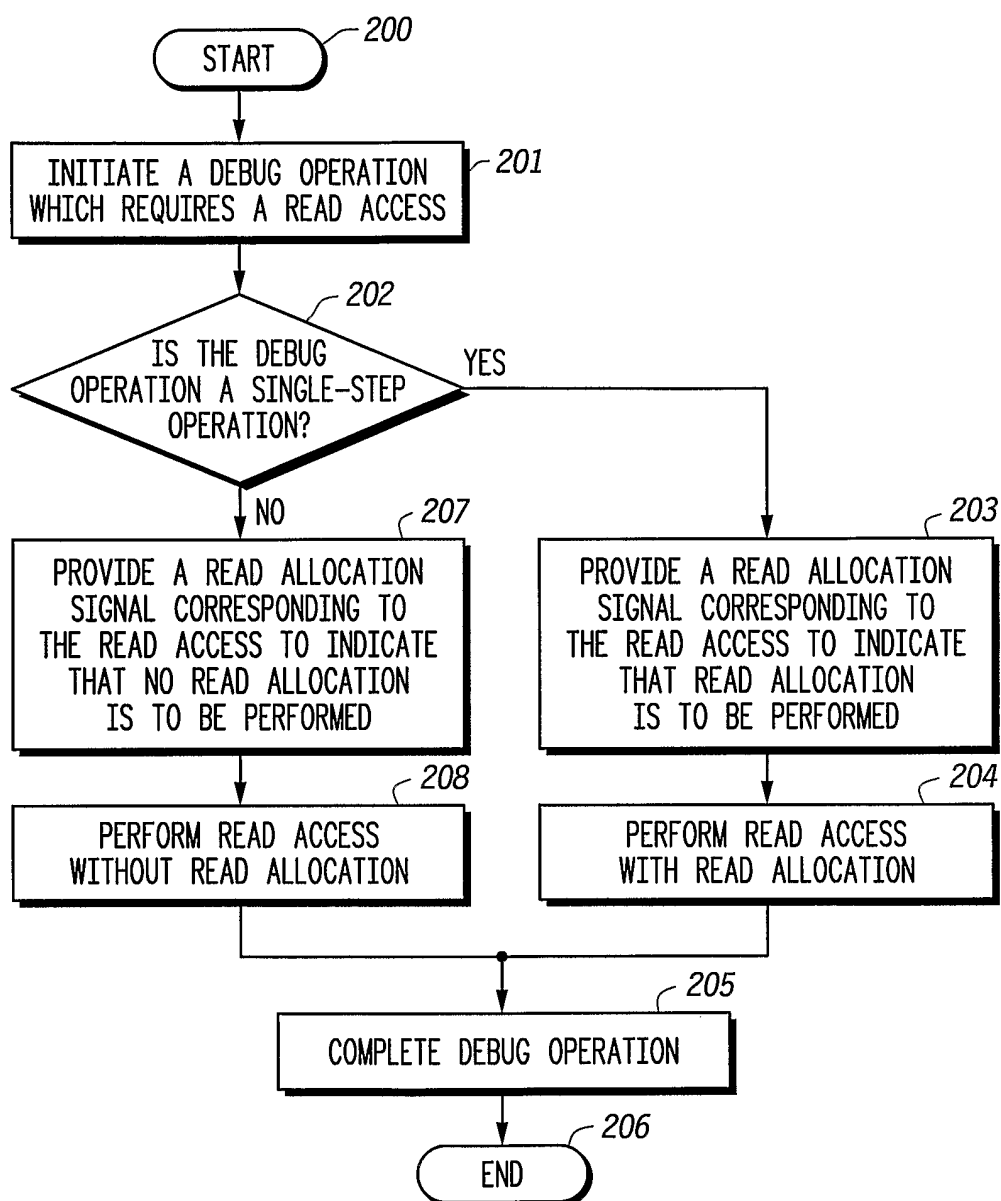 200
START
201
INITIATE A DEBUG OPERATION
WHICH REQUIRES A READ ACCESS
202
IS THE DEBUG
OPERATION A SINGLE-STEP
OPERATION?
YES
NO
207
PROVIDE A READ ALLOCATION
SIGNAL CORRESPONDING TO
THE READ ACCESS TO INDICATE
THAT NO READ ALLOCATION
IS TO BE PERFORMED
203
PROVIDE A READ ALLOCATION
SIGNAL CORRESPONDING TO
THE READ ACCESS TO INDICATE
THAT READ ALLOCATION
IS TO BE PERFORMED
208
PERFORM READ ACCESS
WITHOUT READ ALLOCATION
204
PERFORM READ ACCESS
WITH READ ALLOCATION
205
COMPLETE DEBUG OPERATION
206
END